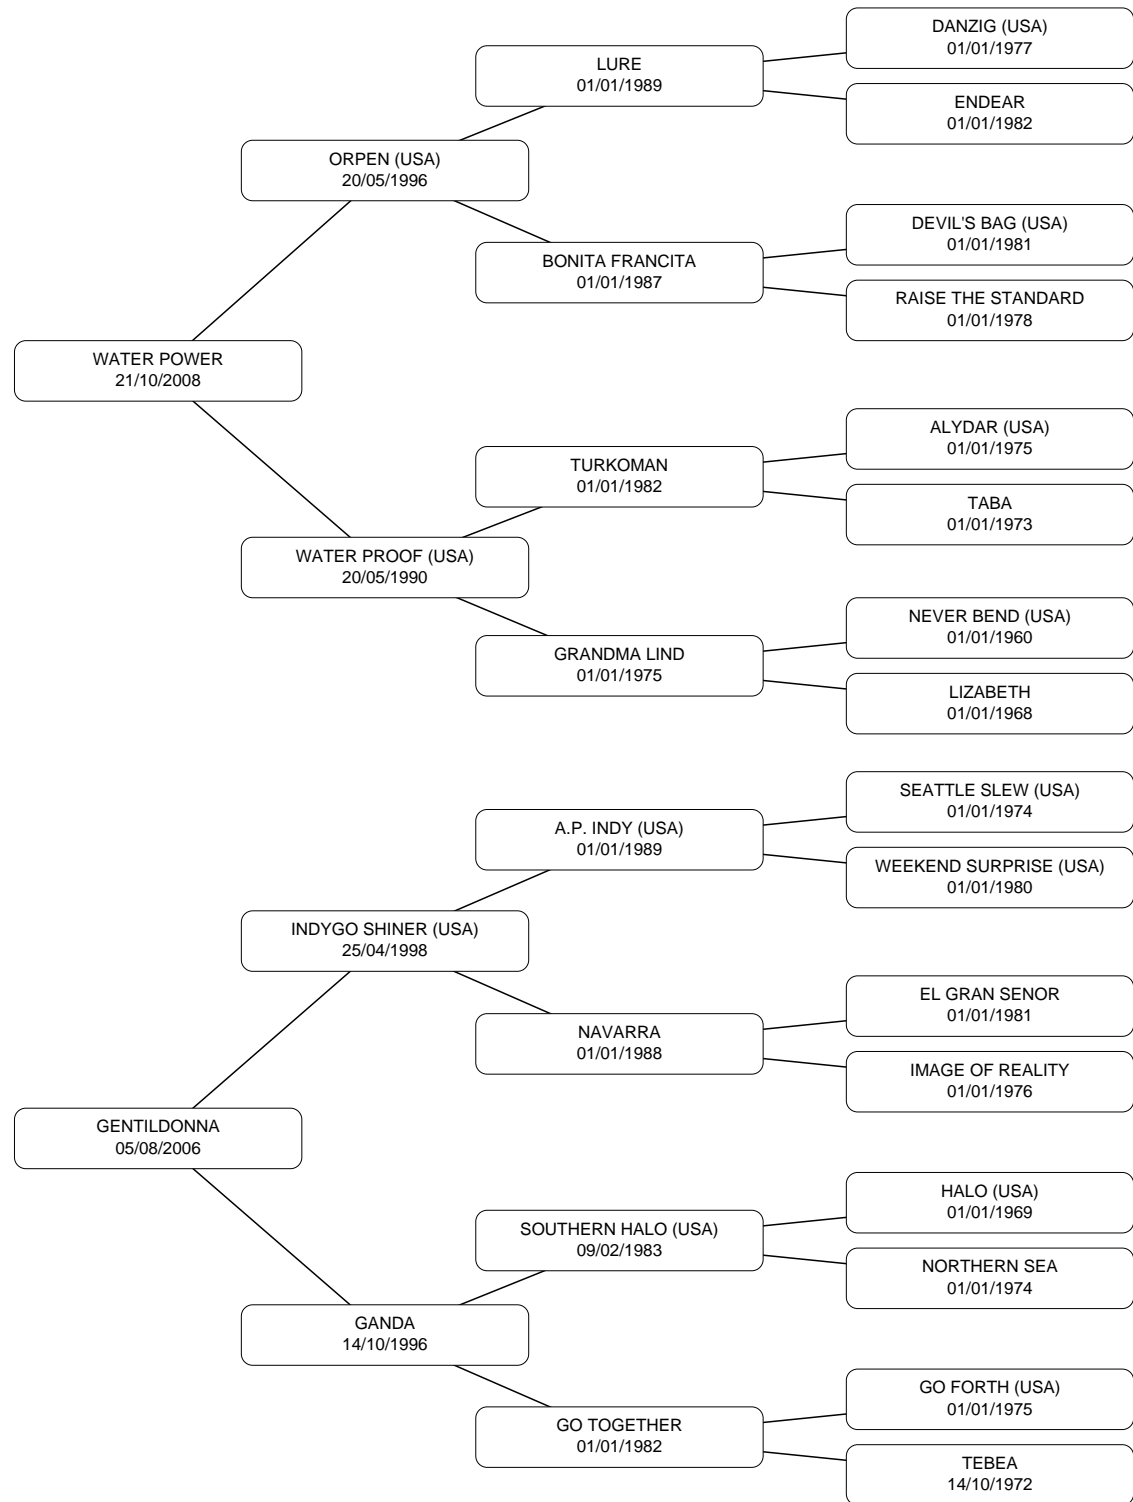 DANZIG (USA)
01/01/1977
LURE
01/01/1989
ENDEAR
01/01/1982
ORPEN (USA)
20/05/1996
DEVIL'S BAG (USA)
01/01/1981
BONITA FRANCITA
01/01/1987
RAISE THE STANDARD
01/01/1978
WATER POWER
21/10/2008
ALYDAR (USA)
01/01/1975
TURKOMAN
01/01/1982
TABA
01/01/1973
WATER PROOF (USA)
20/05/1990
NEVER BEND (USA)
01/01/1960
GRANDMA LIND
01/01/1975
LIZABETH
01/01/1968
SEATTLE SLEW (USA)
01/01/1974
A.P. INDY (USA)
01/01/1989
WEEKEND SURPRISE (USA)
01/01/1980
INDYGO SHINER (USA)
25/04/1998
EL GRAN SENOR
01/01/1981
NAVARRA
01/01/1988
IMAGE OF REALITY
01/01/1976
GENTILDONNA
05/08/2006
HALO (USA)
01/01/1969
SOUTHERN HALO (USA)
09/02/1983
NORTHERN SEA
01/01/1974
GANDA
14/10/1996
GO FORTH (USA)
01/01/1975
GO TOGETHER
01/01/1982
TEBEA
14/10/1972